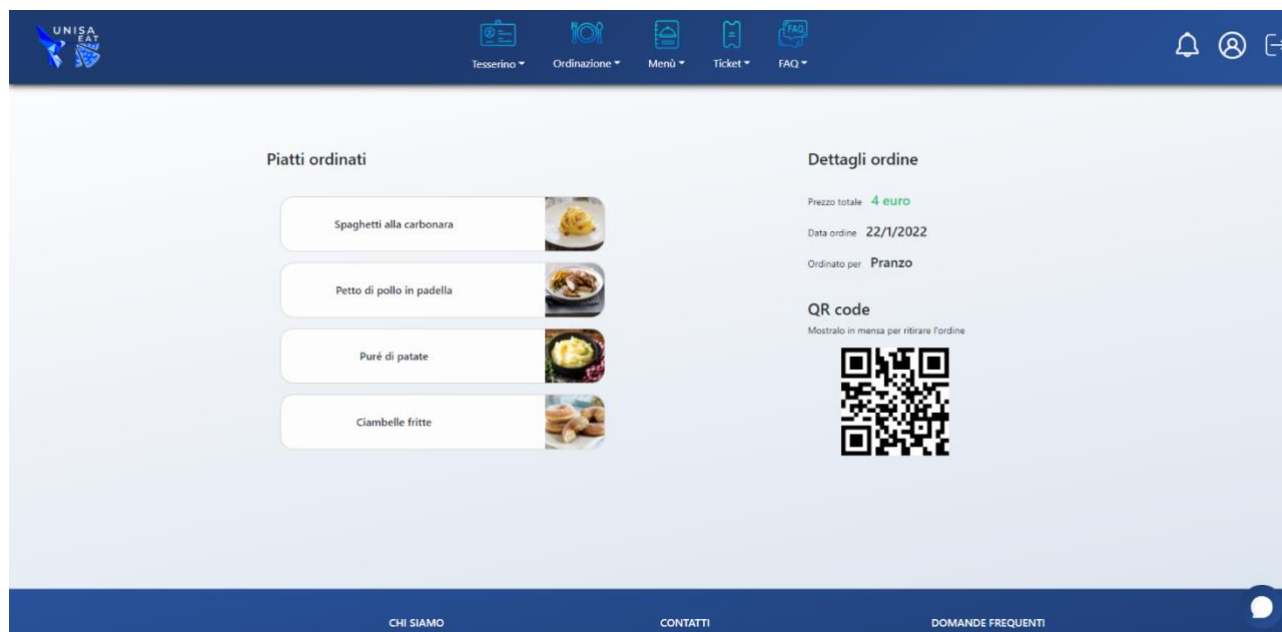 UNISA
EAT
Tesserino
Ordinazione
Menù
Ticket
FAQ
FAQ
Piatti ordinati
Spaghetti alla carbonara
Petto di pollo in padella
Puré di patate
Ciambelle fritte
Dettagli ordine
Prezzo totale 4 euro
Data ordine 22/1/2022
Ordinato per Pranzo
QR code
Mostralo in mensa per ritirare l'ordine
CHI SIAMO
CONTATTI
DOMANDE FREQUENTI